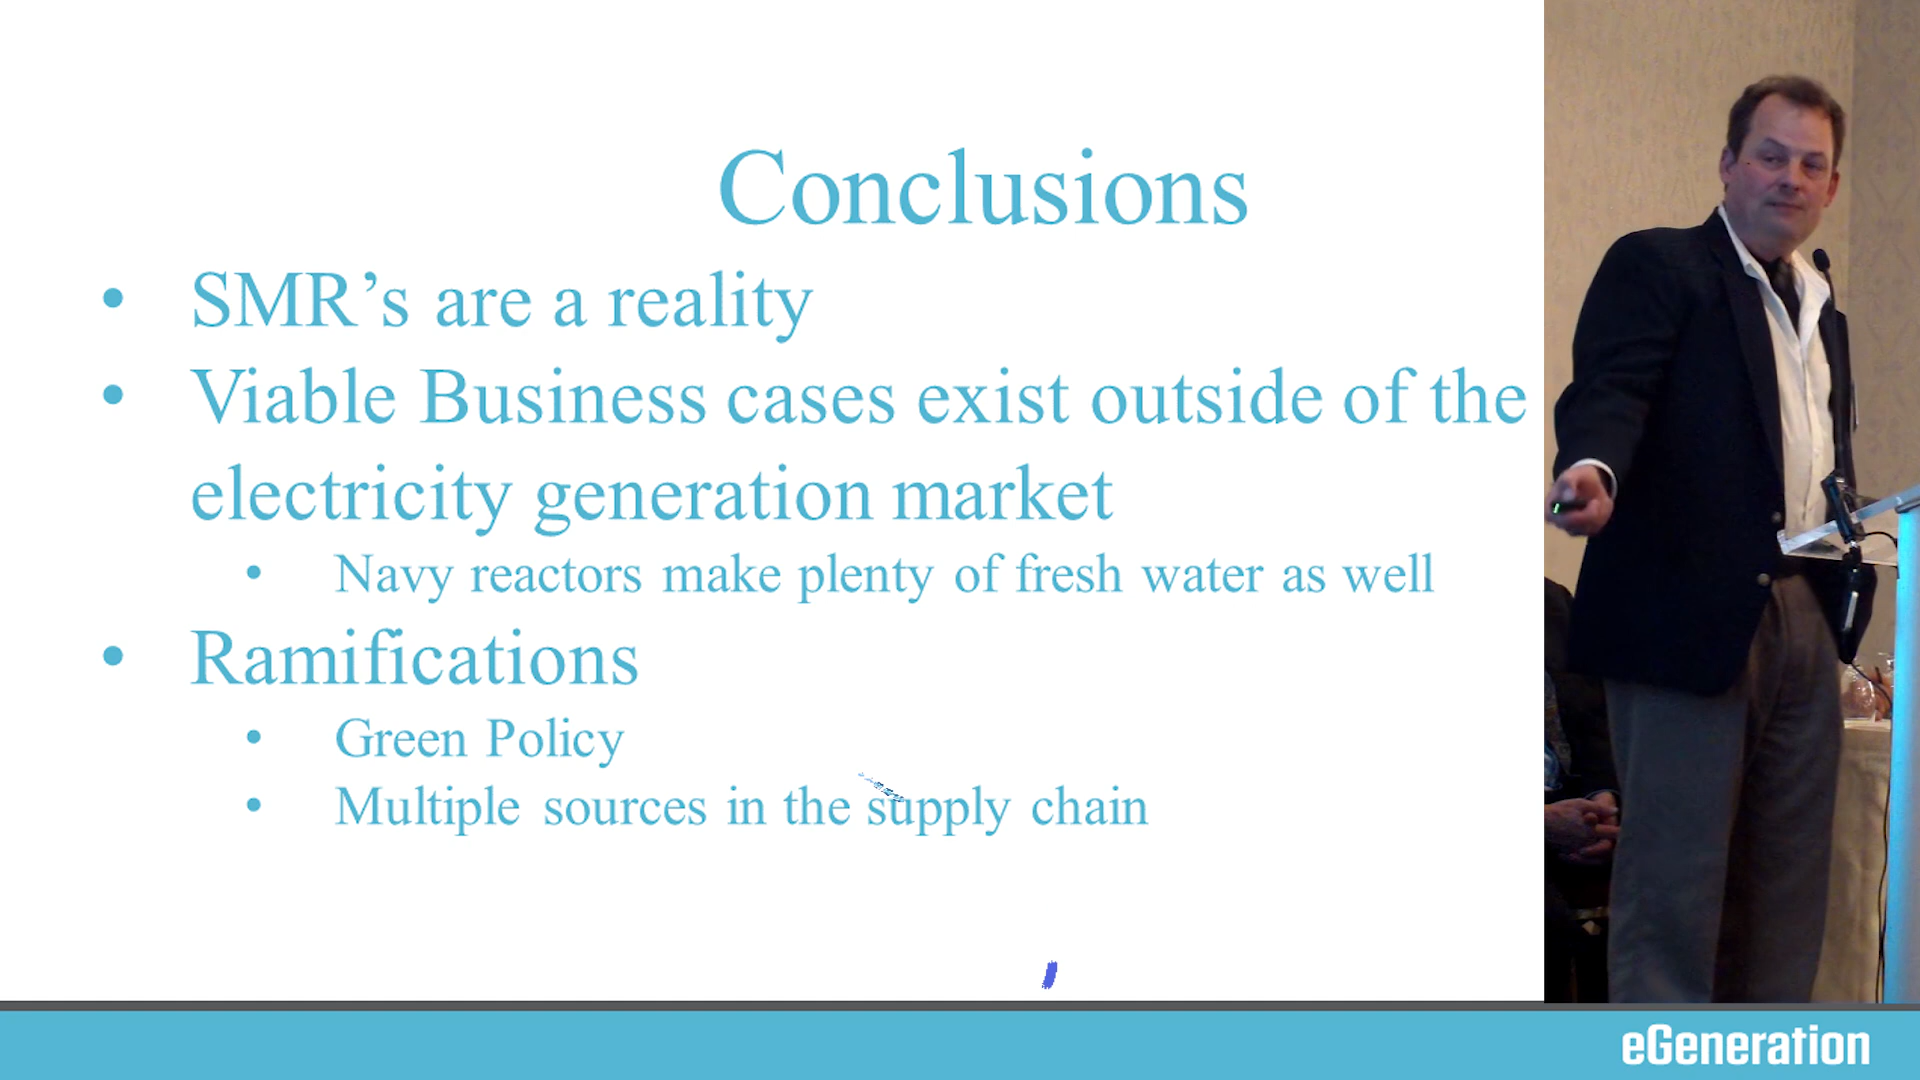 Conclusions
• SMR’s are a reality
• Viable Business cases exist outside of the
electricity generation market
• Navy reactors make plenty of fresh water as well
• Ramifications
• Green Policy
• Multiple sources in the supply chain
eGeneration